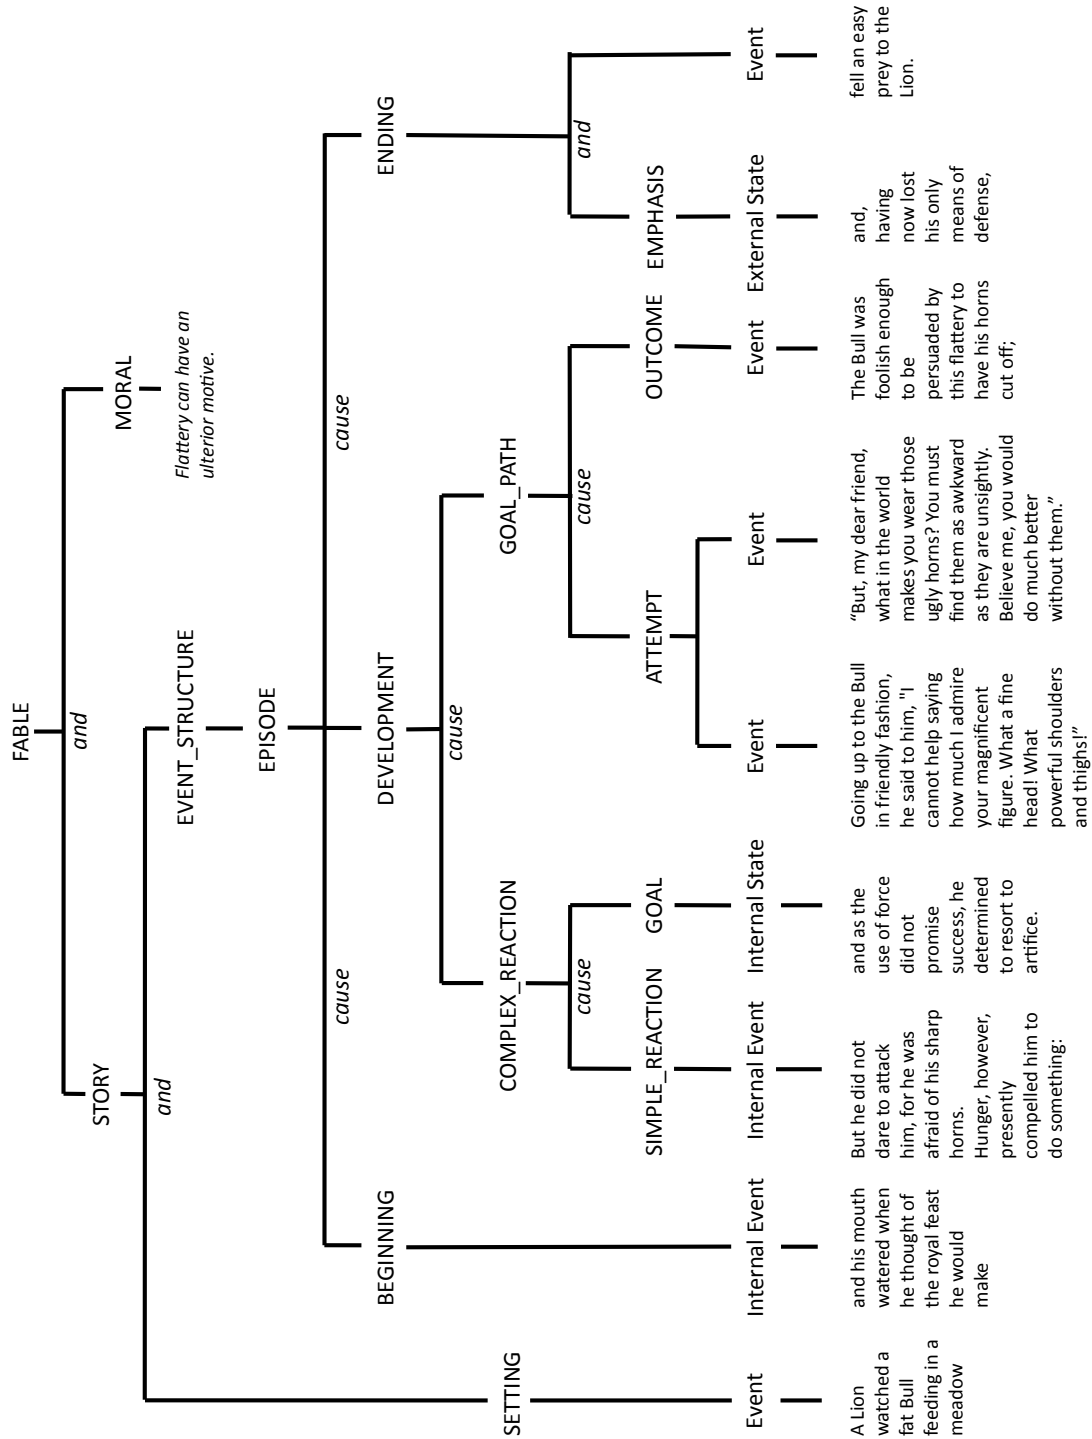 FABLE
and
STORY
MORAL
and
Flattery can have an
ulterior motive.
EVENT_STRUCTURE
EPISODE
cause
cause
SETTING
BEGINNING
DEVELOPMENT
ENDING
cause
and
COMPLEX_REACTION
GOAL_PATH
cause
cause
SIMPLE_REACTION
GOAL
ATTEMPT
OUTCOME
EMPHASIS
Event
Internal Event
Internal Event
Internal State
Event
Event
Event
External State
Event
A Lion
watched a
fat Bull
feeding in a
meadow
and his mouth
watered when
he thought of
the royal feast
he would
make
But he did not
dare to attack
him, for he was
afraid of his sharp
horns.
Hunger, however,
presently
compelled him to
do something:
and as the
use of force
did not
promise
success, he
determined
to resort to
artifice.
Going up to the Bull
in friendly fashion,
he said to him, "I
cannot help saying
how much I admire
your magnificent
figure. What a fine
head! What
powerful shoulders
and thighs!”
“But, my dear friend,
what in the world
makes you wear those
ugly horns? You must
find them as awkward
as they are unsightly.
Believe me, you would
do much better
without them.”
The Bull was
foolish enough
to be
persuaded by
this flattery to
have his horns
cut off;
and,
having
now lost
his only
means of
defense,
fell an easy
prey to the
Lion.